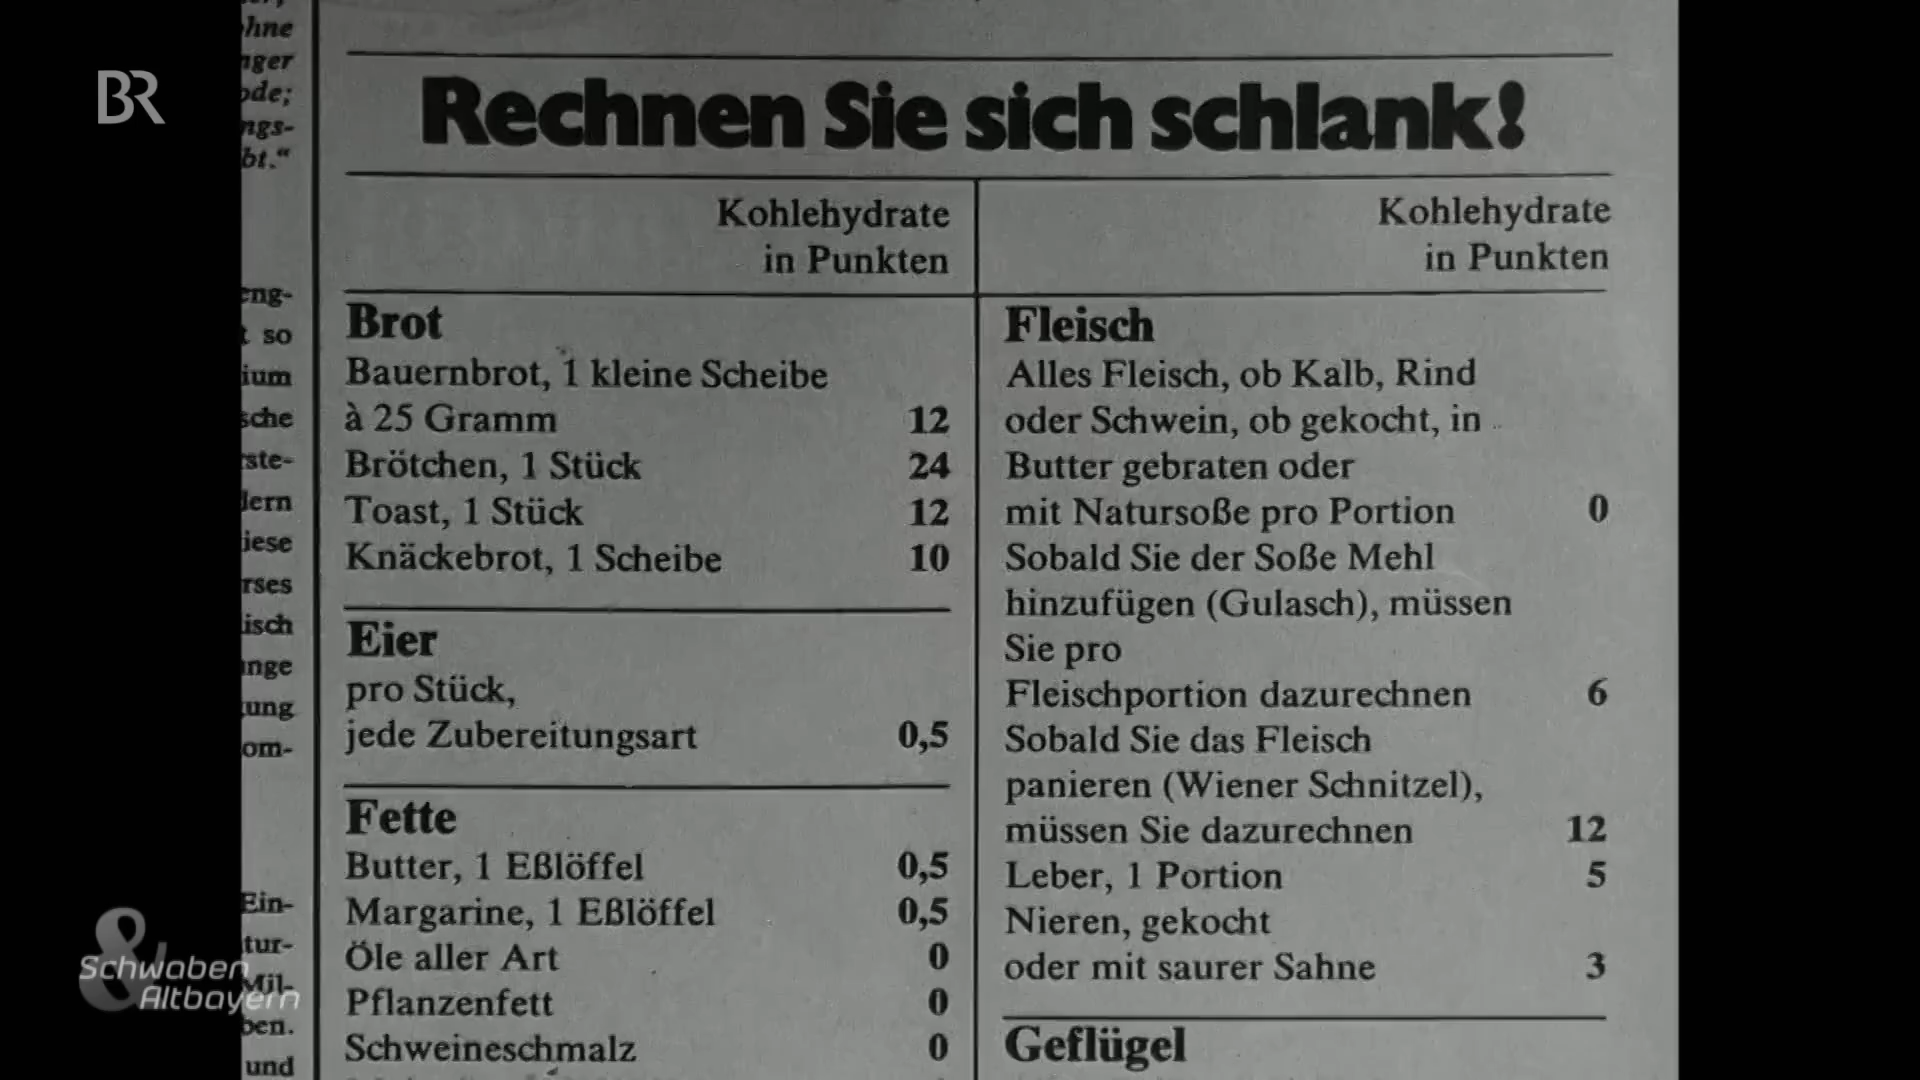 BR
Rechnen Sie sich schlank!
Kohlehydrate
in Punkten
Brot
Bauernbrot, 1 kleine Scheibe
à 25 Gramm 12
Brötchen, 1 Stück 24
Toast, 1 Stück 12
Knäckebrot, 1 Scheibe 10
Eier
pro Stück,
jede Zubereitungsart 0,5
Fette
Butter, 1 Eßlöffel 0,5
Margarine, 1 Eßlöffel 0,5
Öle aller Art 0
Pflanzenfett 0
Schweineschmalz 0
Kohlehydrate
in Punkten
Fleisch
Alles Fleisch, ob Kalb, Rind
oder Schwein, ob gekocht, in
Butter gebraten oder
mit Natursoße pro Portion 0
Sobald Sie der Soße Mehl
hinzufügen (Gulasch), müssen
Sie pro
Fleischportion dazurechnen 6
Sobald Sie das Fleisch
panieren (Wiener Schnitzel),
müssen Sie dazurechnen 12
Leber, 1 Portion 5
Nieren, gekocht
oder mit saurer Sahne 3
Geflügel
so
und
&
Schwaben
Altbayern